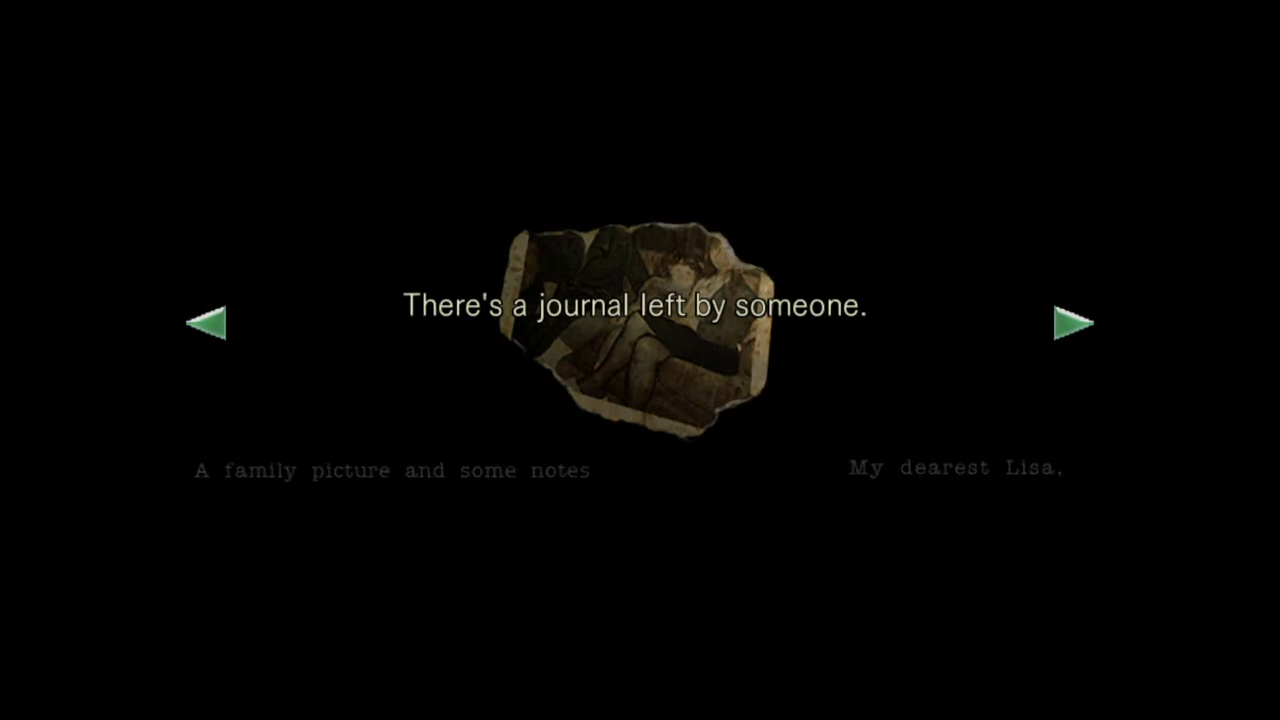 There's a journal left by someone.
A family picture and some notes
My dearest Lisa,